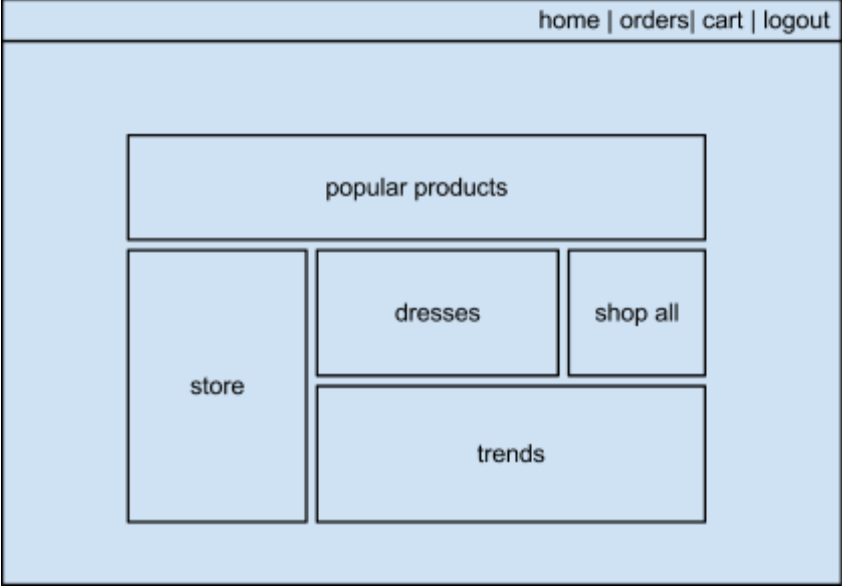 home | orders| cart | logout
popular products
dresses
shop all
store
trends